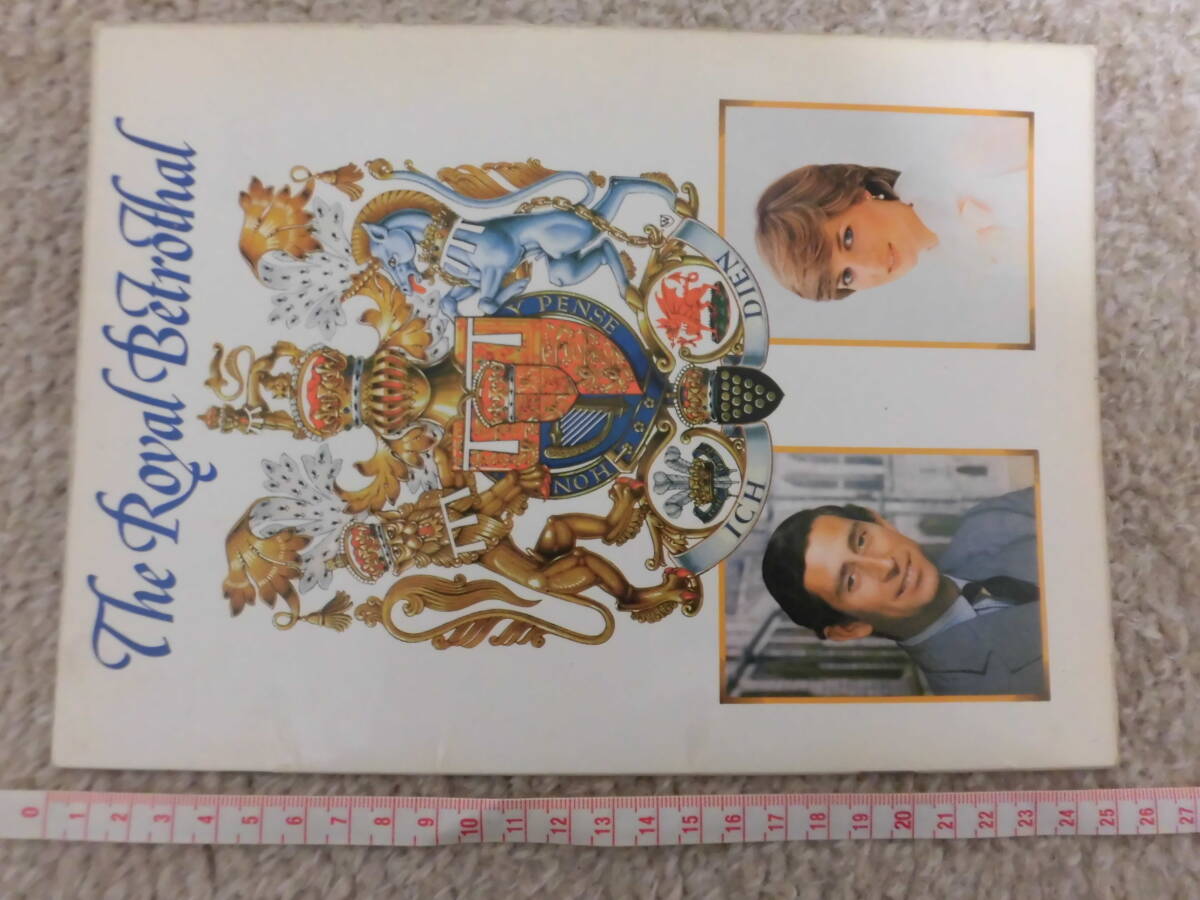 The Royal Betrothal
HON Y PENSE
ICH DIEN
W
0 1 2 3 4 5 6 7 8 9 10 11 12 13 14 15 16 17 18 19 20 21 22 23 24 25 26 27